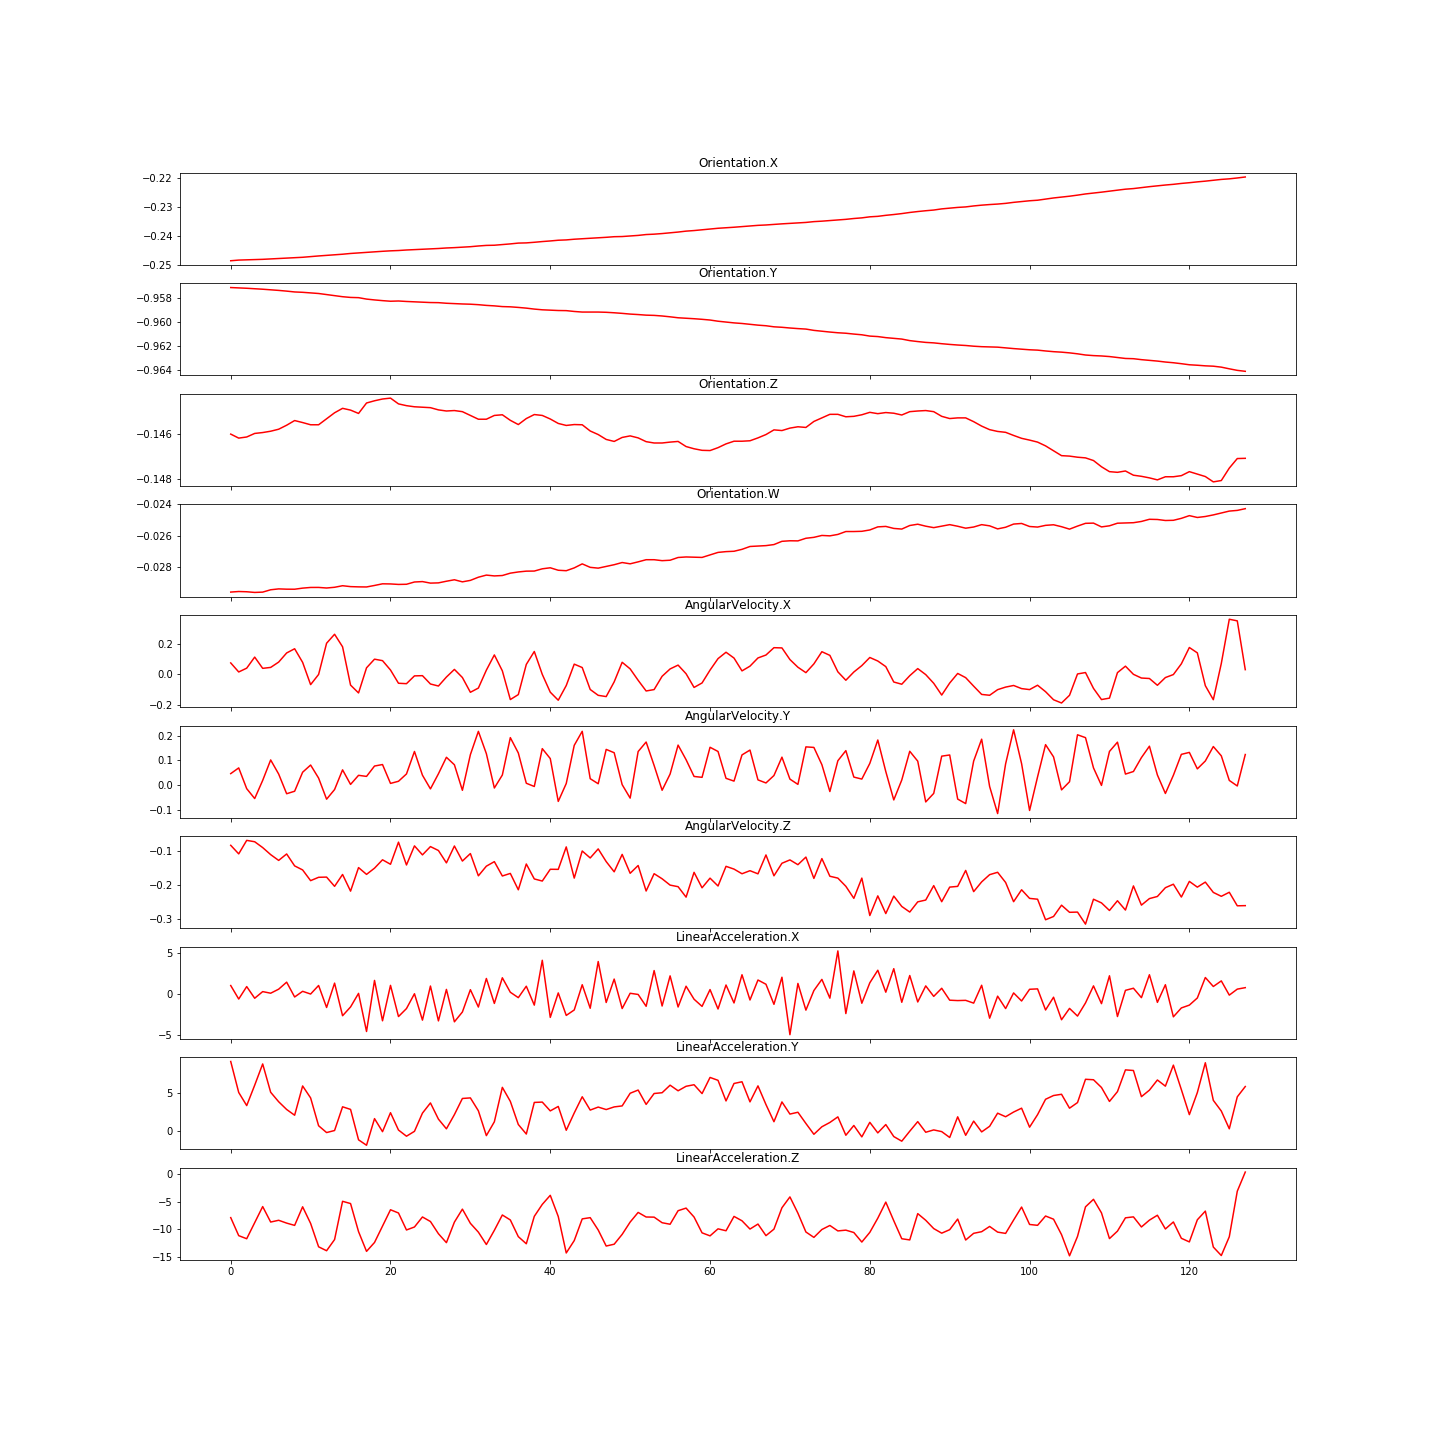 Orientation.X
−0.22
−0.23
−0.24
−0.25
Orientation.Y
−0.958
−0.960
−0.962
−0.964
Orientation.Z
−0.146
−0.148
Orientation.W
−0.024
−0.026
−0.028
AngularVelocity.X
0.2
0.0
−0.2
AngularVelocity.Y
0.2
0.1
0.0
−0.1
AngularVelocity.Z
−0.1
−0.2
−0.3
LinearAcceleration.X
5
0
−5
LinearAcceleration.Y
5
0
LinearAcceleration.Z
0
−5
−10
−15
0 20 40 60 80 100 120